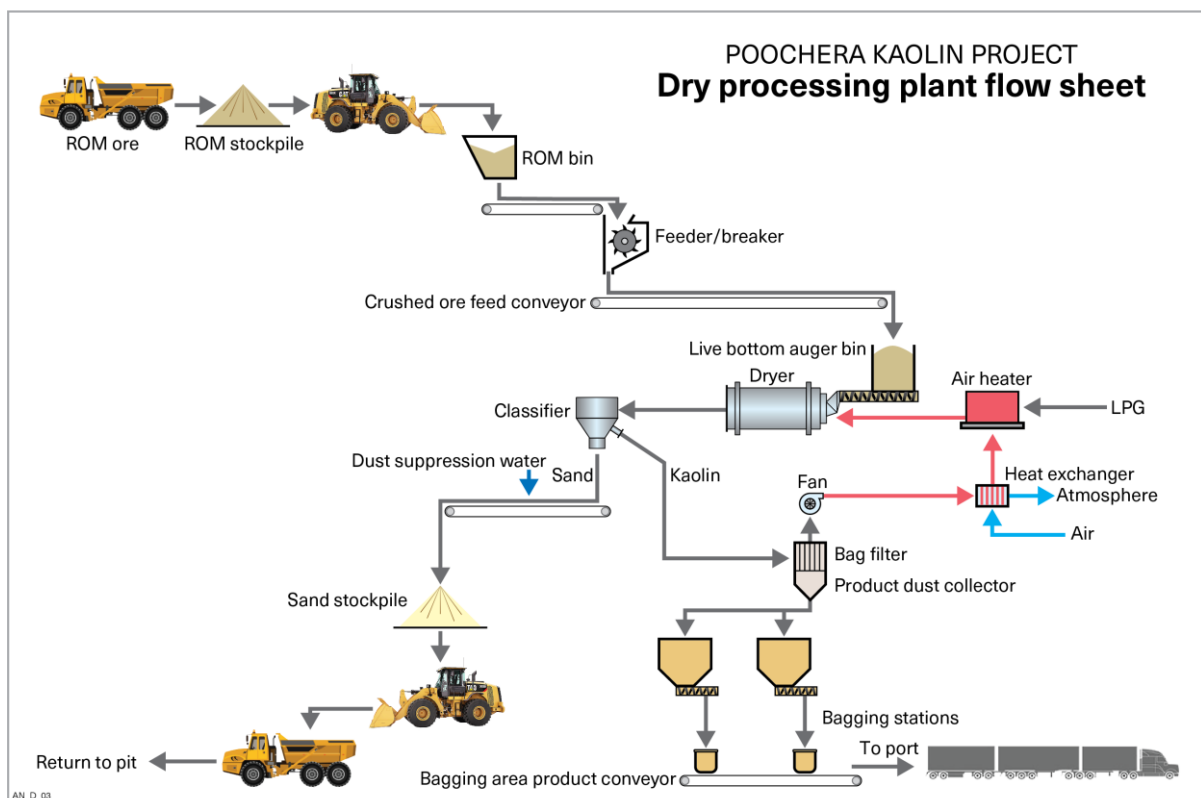 POOCHERA KAOLIN PROJECT
Dry processing plant flow sheet
ROM ore
ROM stockpile
CAT
ROM bin
Feeder/breaker
Crushed ore feed conveyor
Live bottom auger bin
Dryer
Air heater
Classifier
LPG
Dust suppression water
Sand
Kaolin
Fan
Heat exchanger
Atmosphere
Air
Bag filter
Product dust collector
Sand stockpile
Bagging stations
To port
Return to pit
Bagging area product conveyor
AN_D_03